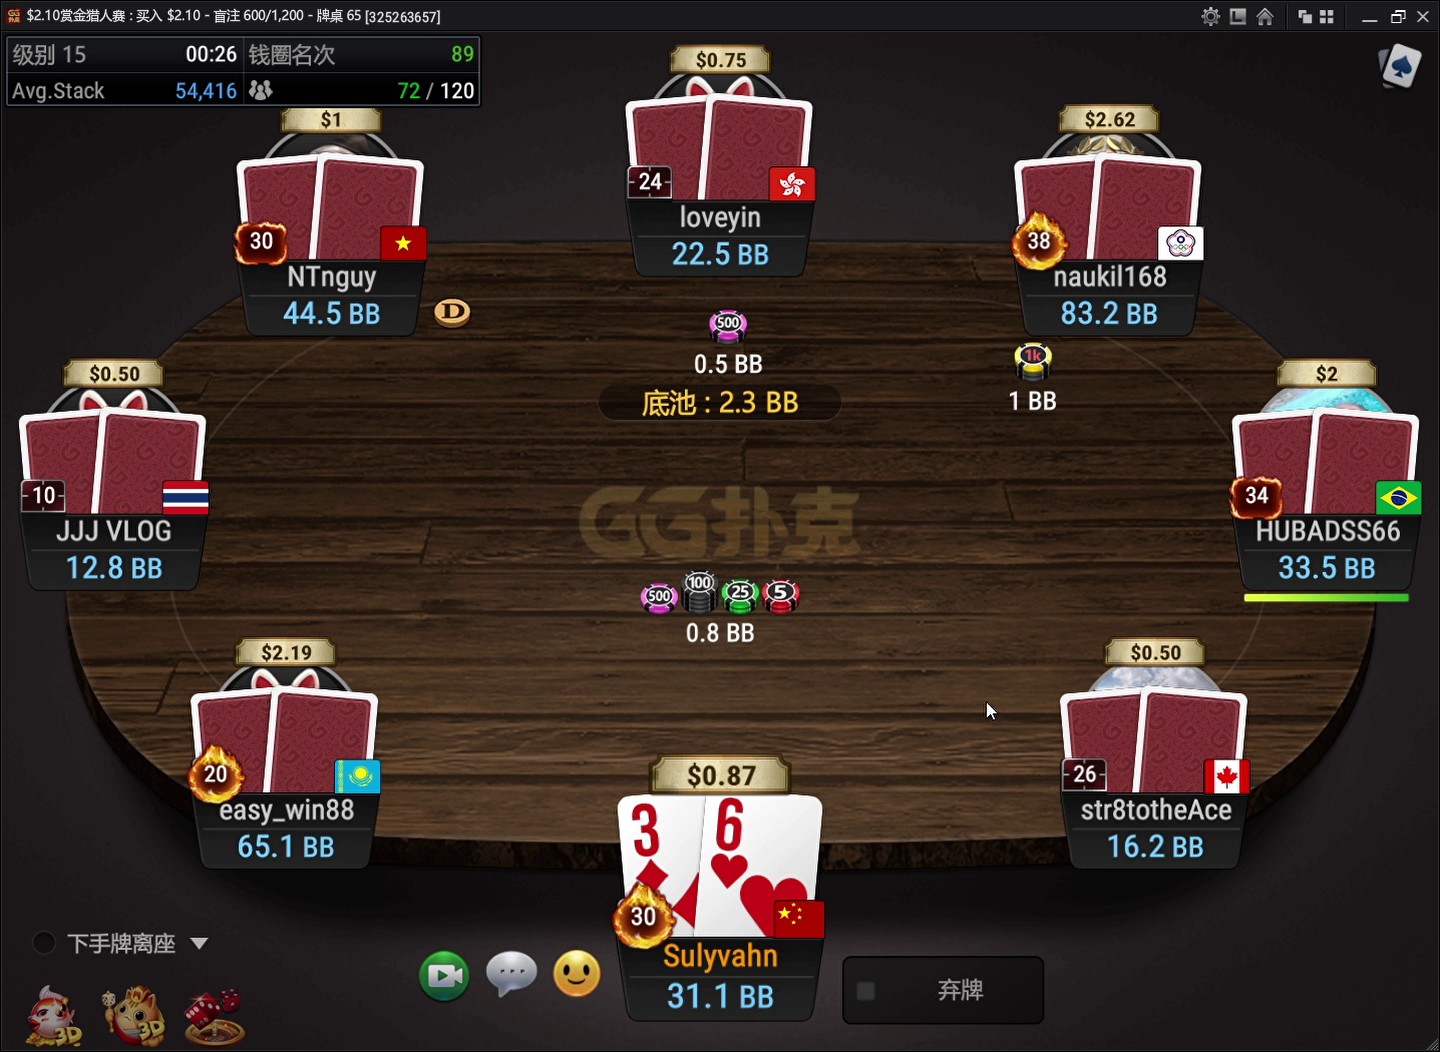 $2.10赏金猎人赛 : 买入 $2.10 - 盲注 600/1,200 - 牌桌 65 [325263657]
级别 15 00:26 钱圈名次 89
Avg.Stack 54,416 72 / 120
$1
30
NTnguy
44.5 BB
D
$0.75
24
loveyin
22.5 BB
$2.62
38
naukil168
83.2 BB
500
0.5 BB
1k
1 BB
底池 : 2.3 BB
$0.50
10
JJJ VLOG
12.8 BB
$2
34
HUBADSS66
33.5 BB
GG扑克
500 100 25 5
0.8 BB
$2.19
20
easy_win88
65.1 BB
$0.50
26
str8totheAce
16.2 BB
$0.87
3 6
30
Sulyvahn
31.1 BB
下手牌离座
弃牌
3D 3D